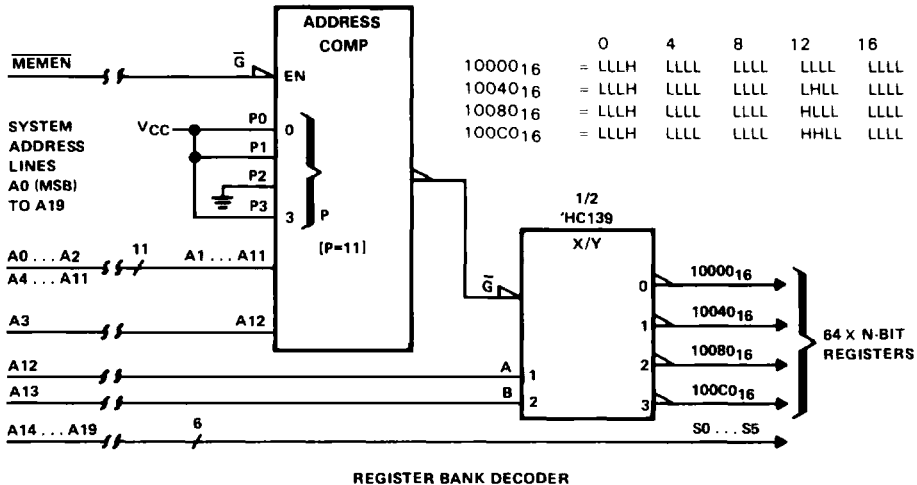 ADDRESS
COMP
0 4 8 12 16
10000₁₆ = LLLH LLLL LLLL LLLL LLLL
10040₁₆ = LLLH LLLL LLLL LHLL LLLL
10080₁₆ = LLLH LLLL LLLL HLLL LLLL
100C0₁₆ = LLLH LLLL LLLL HHLL LLLL
M̅E̅M̅E̅N̅
G̅
EN
SYSTEM
ADDRESS
LINES
A0 (MSB)
TO A19
VCC
P0 0
P1
P2
P3 3
P
[P=11]
1/2
'HC139
X/Y
A0 . . . A2 11 A1 . . . A11
A4 . . . A11
G̅
0 10000₁₆
A3 A12
1 10040₁₆
64 X N-BIT
REGISTERS
A12 A 1
2 10080₁₆
A13 B 2
3 100C0₁₆
A14 . . . A19 6 S0 . . . S5
REGISTER BANK DECODER